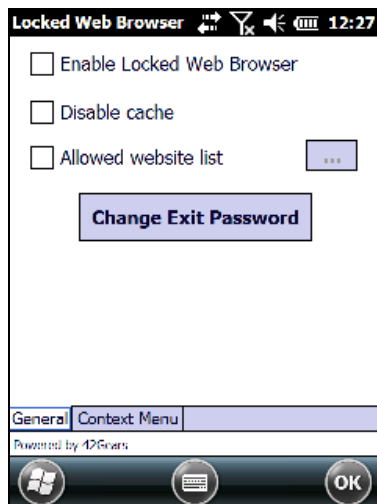 Locked Web Browser 12:27
Enable Locked Web Browser
Disable cache
Allowed website list ...
Change Exit Password
General Context Menu
Powered by 42Gears
OK